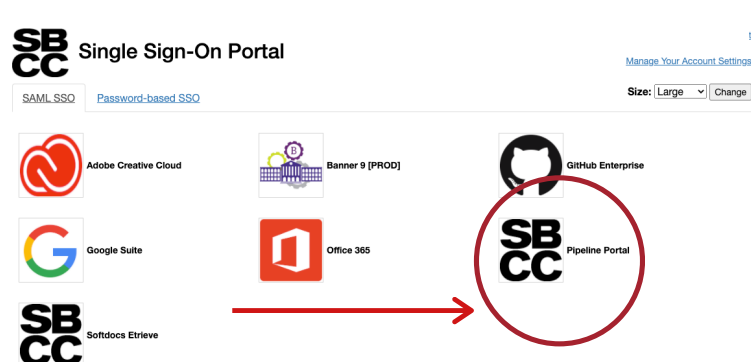 SB
CC
Single Sign-On Portal
Manage Your Account Settings
SAML SSO
Password-based SSO
Size:
Large
Change
Adobe Creative Cloud
B
Banner 9 [PROD]
GitHub Enterprise
Google Suite
Office 365
SB
CC
Pipeline Portal
SB
CC
Softdocs Etrieve